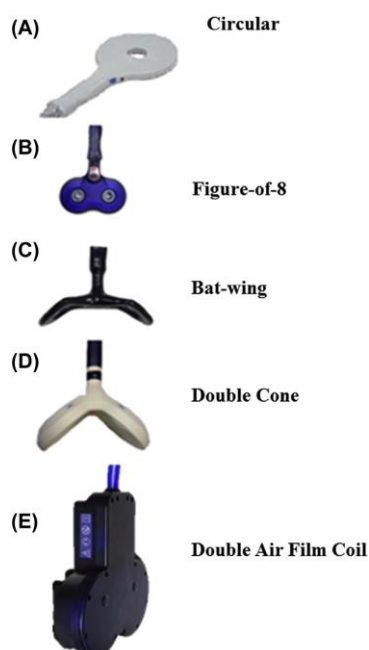 (A)
Circular
(B)
Figure-of-8
(C)
Bat-wing
(D)
Double Cone
(E)
Double Air Film Coil